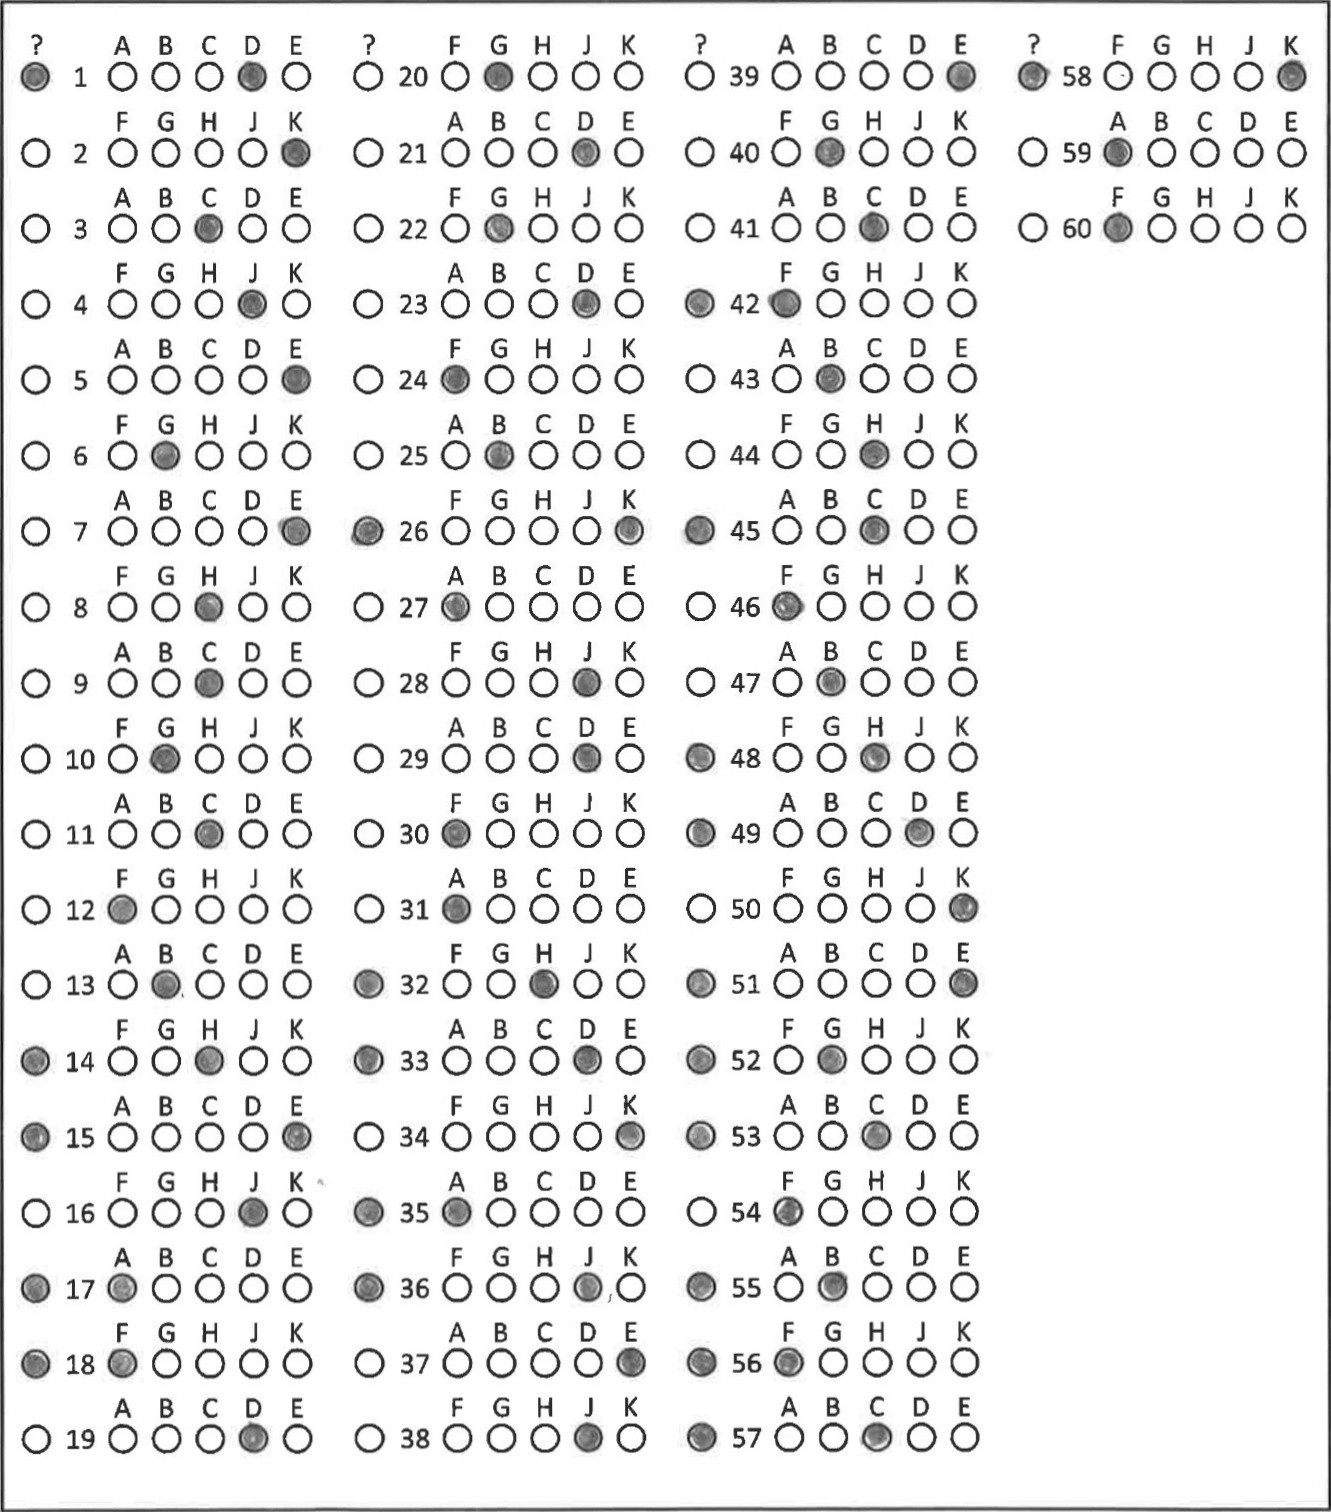 ? A B C D E ? F G H J K ? A B C D E ? F G H J K
1 20 39 58
F G H J K A B C D E F G H J K A B C D E
2 21 40 59
A B C D E F G H J K A B C D E F G H J K
3 22 41 60
F G H J K A B C D E F G H J K
4 23 42
A B C D E F G H J K A B C D E
5 24 43
F G H J K A B C D E F G H J K
6 25 44
A B C D E F G H J K A B C D E
7 26 45
F G H J K A B C D E F G H J K
8 27 46
A B C D E F G H J K A B C D E
9 28 47
F G H J K A B C D E F G H J K
10 29 48
A B C D E F G H J K A B C D E
11 30 49
F G H J K A B C D E F G H J K
12 31 50
A B C D E F G H J K A B C D E
13 32 51
F G H J K A B C D E F G H J K
14 33 52
A B C D E F G H J K A B C D E
15 34 53
F G H J K A B C D E F G H J K
16 35 54
A B C D E F G H J K A B C D E
17 36 55
F G H J K A B C D E F G H J K
18 37 56
A B C D E F G H J K A B C D E
19 38 57